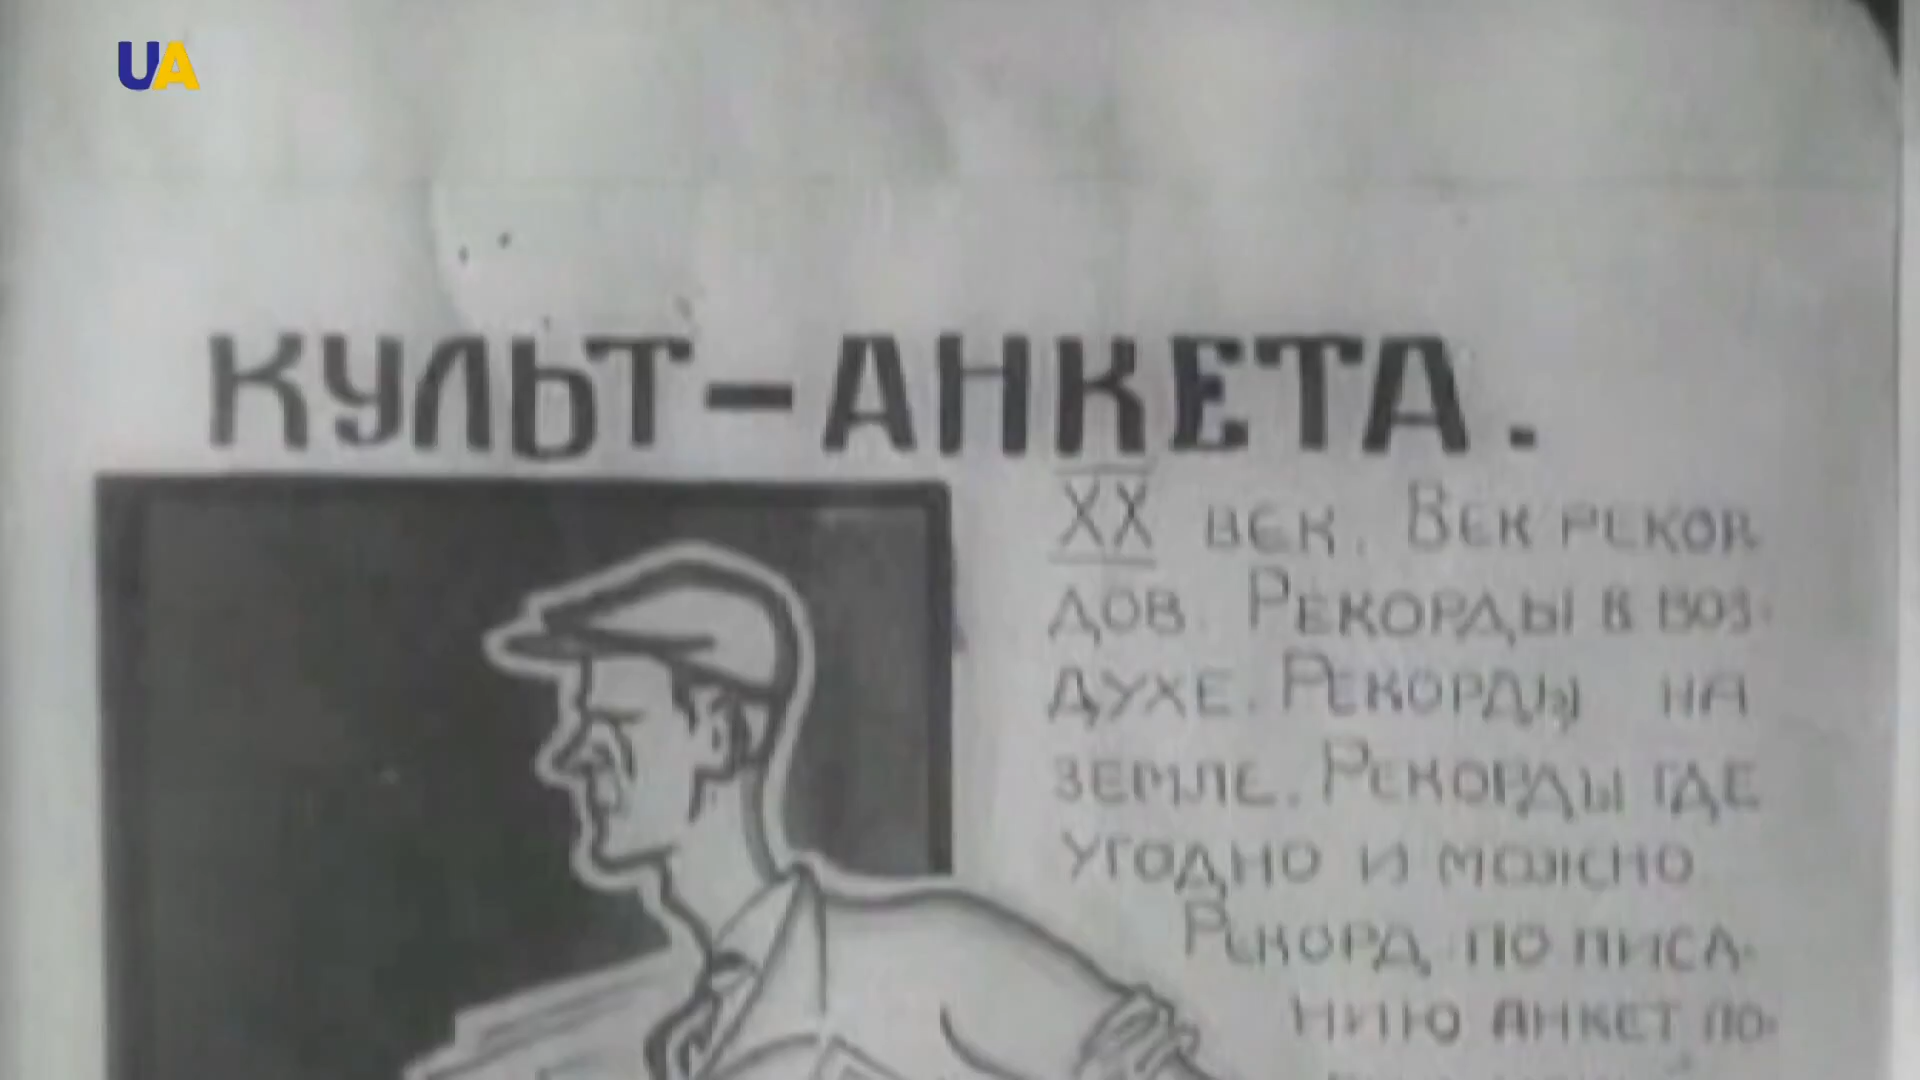 UA
КУЛЬТ-АНКЕТА.
XX ВЕК. ВЕК РЕКОР
ДОВ. РЕКОРДЫ В ВОЗ-
ДУХЕ. РЕКОРДЫ НА
ЗЕМЛЕ. РЕКОРДЫ ГДЕ
УГОДНО И МОЖНО
РЕКОРД ПО ПИСА-
НИЮ АНКЕТ ПО-